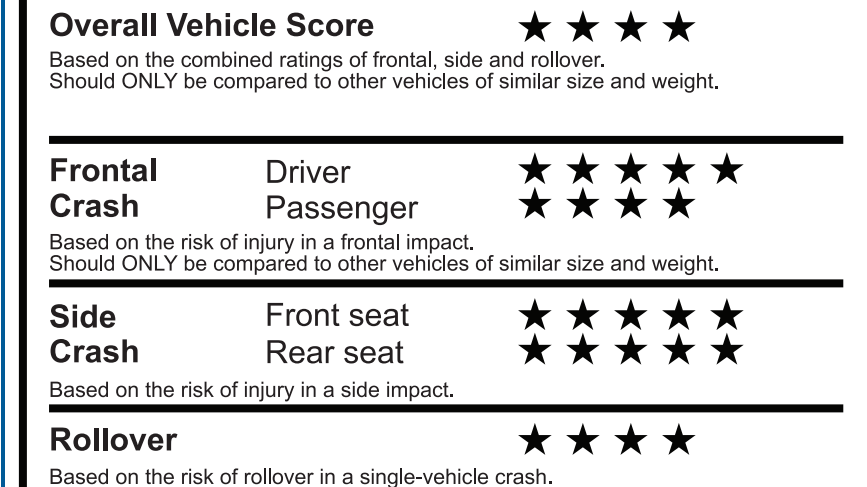 Overall Vehicle Score ★ ★ ★ ★
Based on the combined ratings of frontal, side and rollover.
Should ONLY be compared to other vehicles of similar size and weight.
Frontal Driver ★ ★ ★ ★ ★
Crash Passenger ★ ★ ★ ★
Based on the risk of injury in a frontal impact.
Should ONLY be compared to other vehicles of similar size and weight.
Side Front seat ★ ★ ★ ★ ★
Crash Rear seat ★ ★ ★ ★ ★
Based on the risk of injury in a side impact.
Rollover ★ ★ ★ ★
Based on the risk of rollover in a single-vehicle crash.